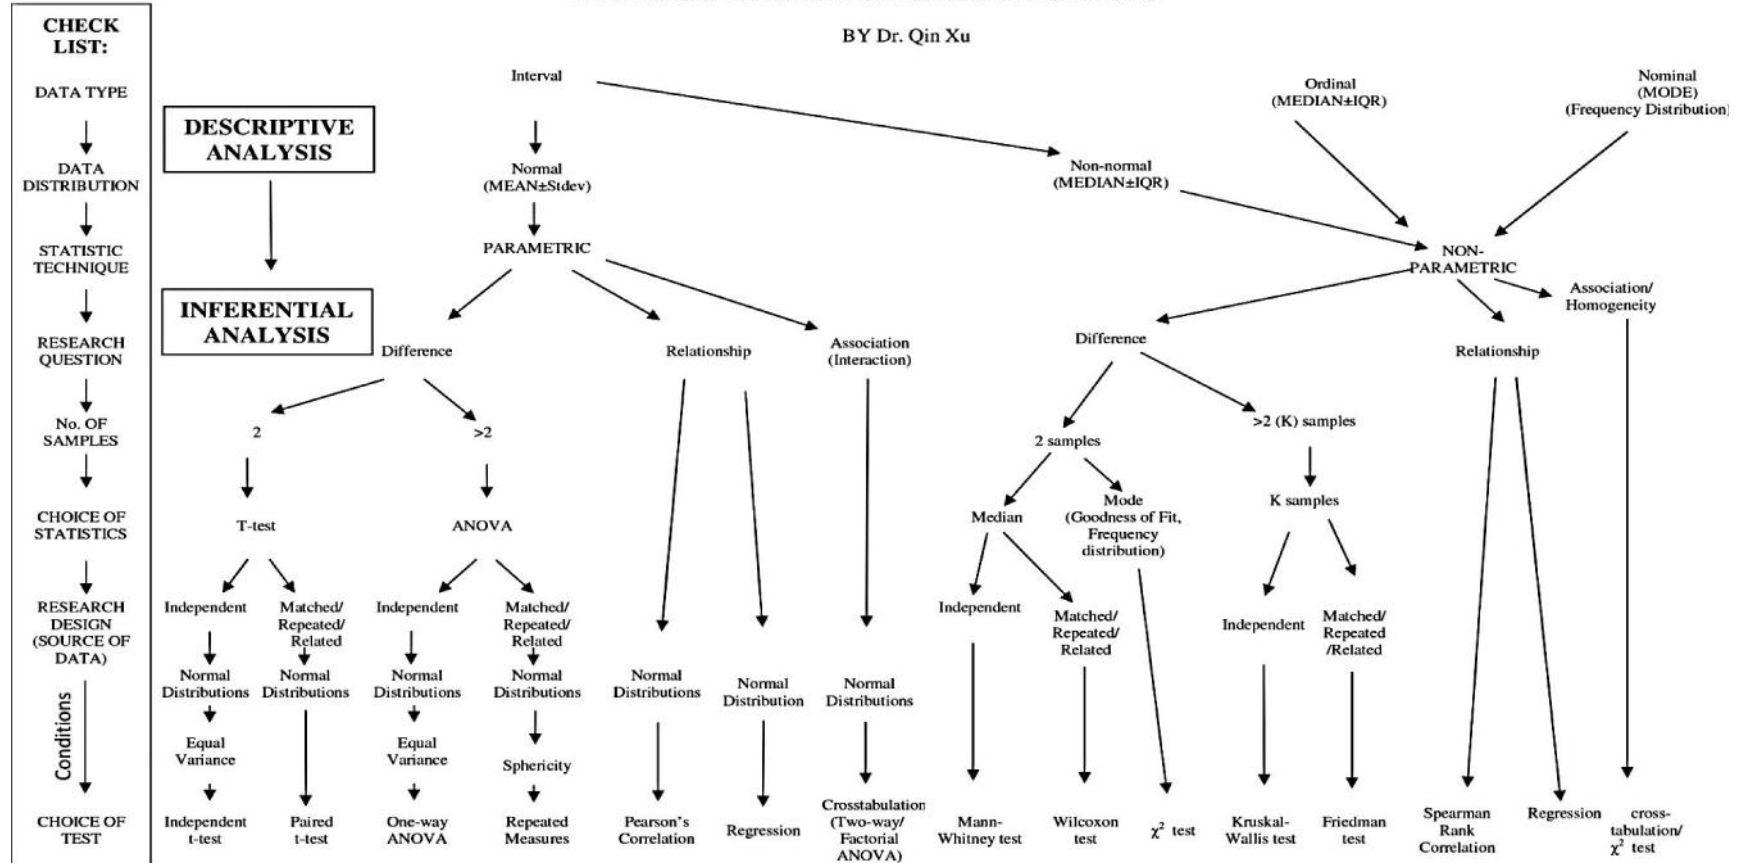 BY Dr. Qin Xu
CHECK
LIST:
DATA TYPE
DATA
DISTRIBUTION
STATISTIC
TECHNIQUE
RESEARCH
QUESTION
No. OF
SAMPLES
CHOICE OF
STATISTICS
RESEARCH
DESIGN
(SOURCE OF
DATA)
Conditions
CHOICE OF
TEST
DESCRIPTIVE
ANALYSIS
INFERENTIAL
ANALYSIS
Interval
Ordinal
(MEDIAN±IQR)
Nominal
(MODE)
(Frequency Distribution)
Normal
(MEAN±Stdev)
Non-normal
(MEDIAN±IQR)
PARAMETRIC
NON-
PARAMETRIC
Difference
Relationship
Association
(Interaction)
Difference
Relationship
Association/
Homogeneity
2
>2
2 samples
>2 (K) samples
T-test
ANOVA
Median
Mode
(Goodness of Fit,
Frequency
distribution)
K samples
Independent
Matched/
Repeated/
Related
Independent
Matched/
Repeated/
Related
Independent
Matched/
Repeated/
Related
Independent
Matched/
Repeated
/Related
Normal
Distributions
Normal
Distributions
Normal
Distributions
Normal
Distributions
Normal
Distributions
Normal
Distribution
Normal
Distributions
Equal
Variance
Equal
Variance
Sphericity
Independent
t-test
Paired
t-test
One-way
ANOVA
Repeated
Measures
Pearson's
Correlation
Regression
Crosstabulation
(Two-way/
Factorial
ANOVA)
Mann-
Whitney test
Wilcoxon
test
χ² test
Kruskal-
Wallis test
Friedman
test
Spearman
Rank
Correlation
Regression
cross-
tabulation/
χ² test